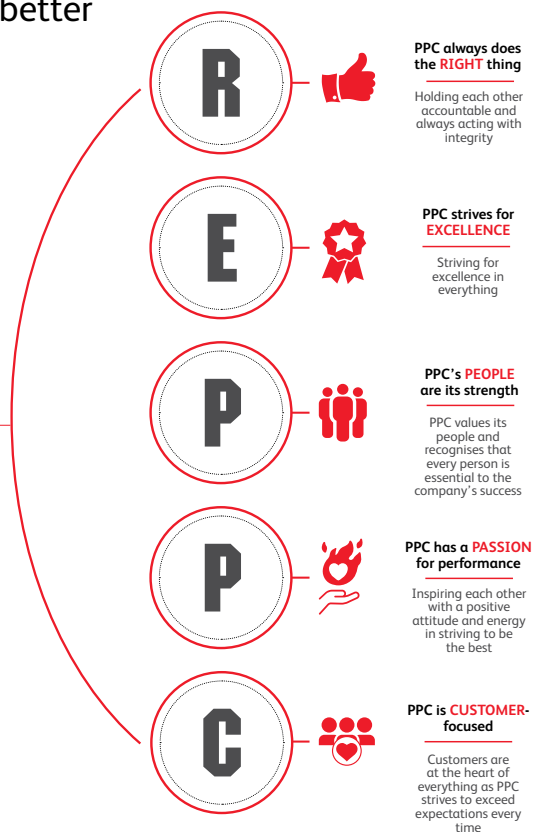 better
R
PPC always does
the RIGHT thing
Holding each other
accountable and
always acting with
integrity
E
PPC strives for
EXCELLENCE
Striving for
excellence in
everything
P
PPC’s PEOPLE
are its strength
PPC values its
people and
recognises that
every person is
essential to the
company’s success
P
PPC has a PASSION
for performance
Inspiring each other
with a positive
attitude and energy
in striving to be
the best
C
PPC is CUSTOMER-
focused
Customers are
at the heart of
everything as PPC
strives to exceed
expectations every
time